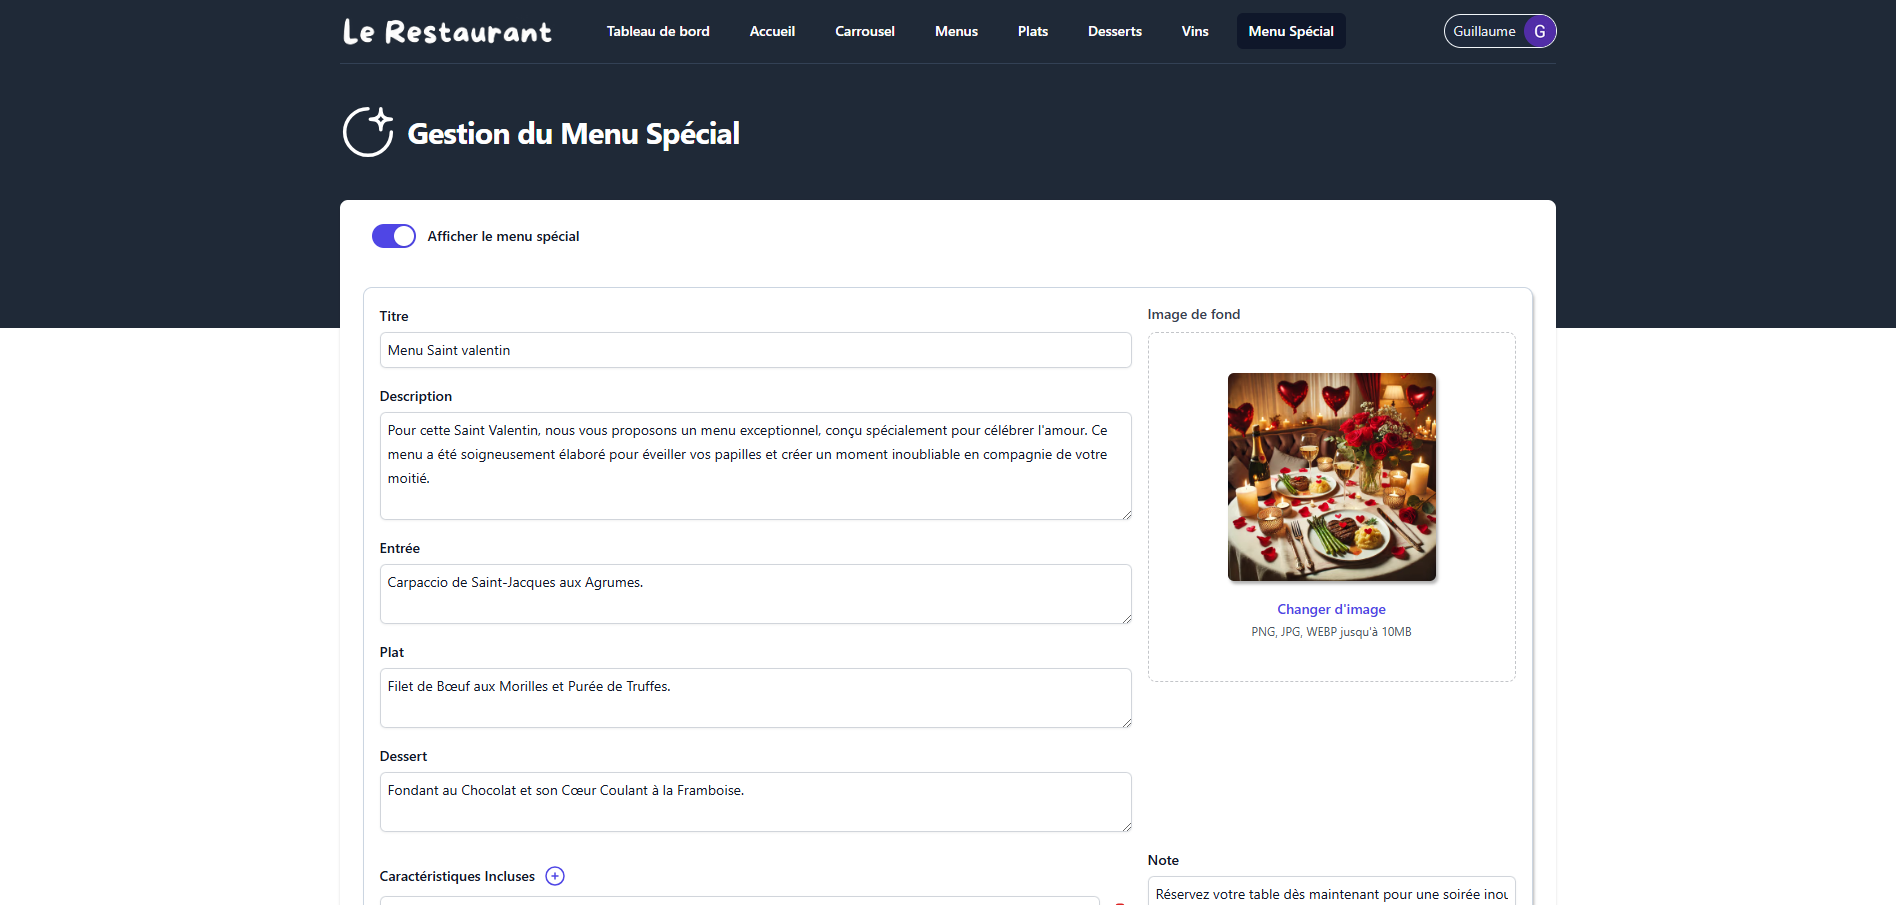 Le Restaurant
Tableau de bord
Accueil
Carrousel
Menus
Plats
Desserts
Vins
Menu Spécial
Guillaume
G
Gestion du Menu Spécial
Afficher le menu spécial
Titre
Menu Saint valentin
Description
Pour cette Saint Valentin, nous vous proposons un menu exceptionnel, conçu spécialement pour célébrer l'amour. Ce
menu a été soigneusement élaboré pour éveiller vos papilles et créer un moment inoubliable en compagnie de votre
moitié.
Entrée
Carpaccio de Saint-Jacques aux Agrumes.
Plat
Filet de Bœuf aux Morilles et Purée de Truffes.
Dessert
Fondant au Chocolat et son Cœur Coulant à la Framboise.
Caractéristiques Incluses
Image de fond
Changer d'image
PNG, JPG, WEBP jusqu'à 10MB
Note
Réservez votre table dès maintenant pour une soirée inou